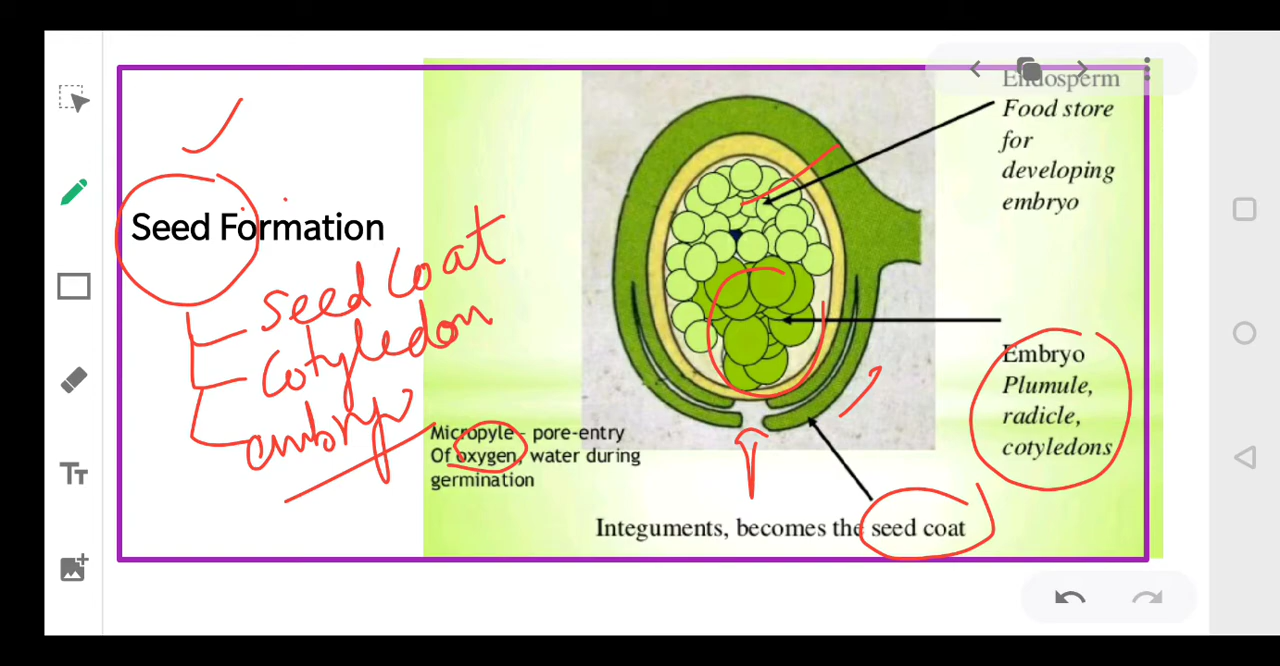 Seed Formation
Seed Coat
Cotyledon
embryo
Endosperm
Food store
for
developing
embryo
Embryo
Plumule,
radicle,
cotyledons
Micropyle - pore-entry
Of oxygen, water during
germination
Integuments, becomes the seed coat
TT